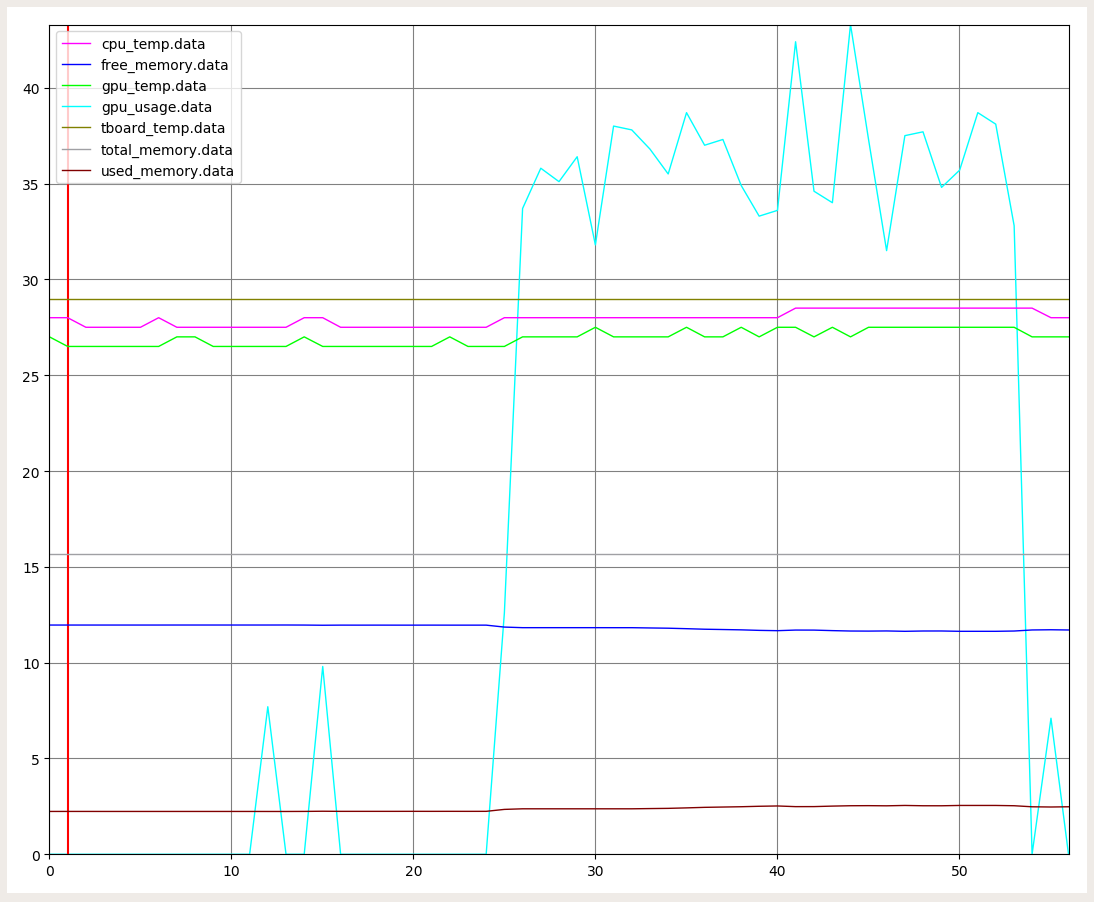 cpu_temp.data
free_memory.data
gpu_temp.data
gpu_usage.data
tboard_temp.data
total_memory.data
used_memory.data
40
35
30
25
20
15
10
5
0
0 10 20 30 40 50